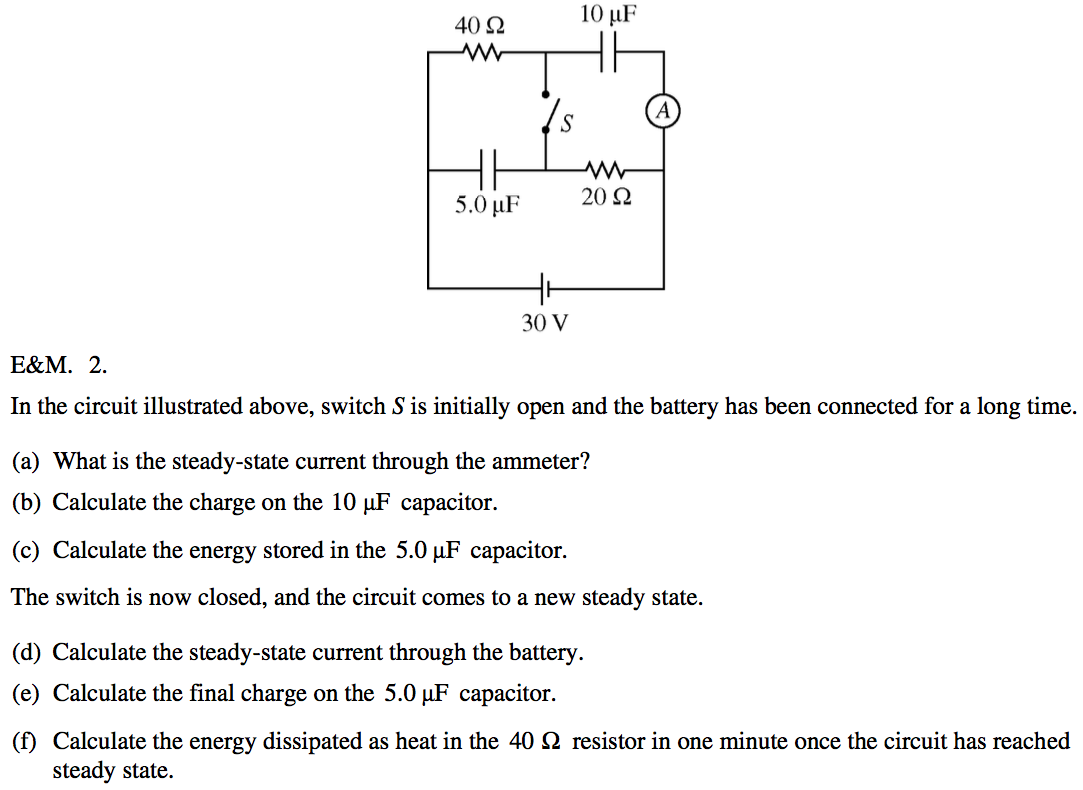 40 Ω
10 μF
A
S
5.0 μF
20 Ω
30 V
E&M. 2.
In the circuit illustrated above, switch S is initially open and the battery has been connected for a long time.
(a) What is the steady-state current through the ammeter?
(b) Calculate the charge on the 10 μF capacitor.
(c) Calculate the energy stored in the 5.0 μF capacitor.
The switch is now closed, and the circuit comes to a new steady state.
(d) Calculate the steady-state current through the battery.
(e) Calculate the final charge on the 5.0 μF capacitor.
(f) Calculate the energy dissipated as heat in the 40 Ω resistor in one minute once the circuit has reached
steady state.